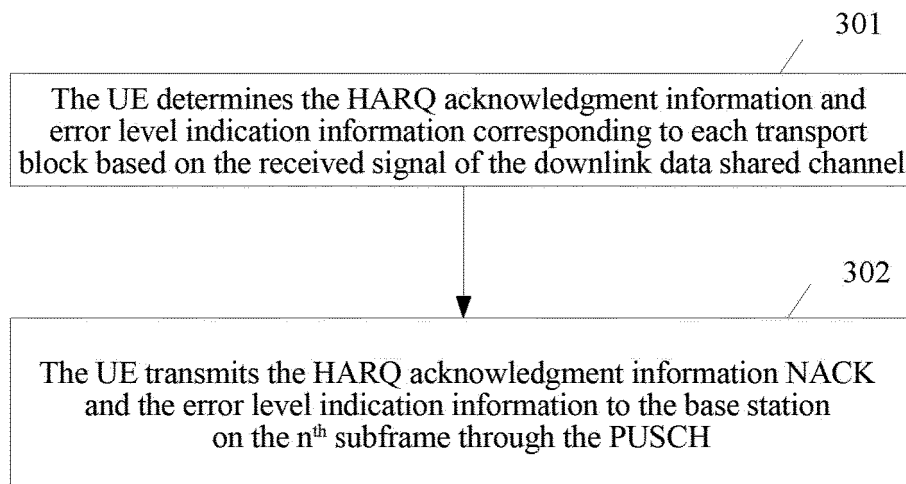 301
The UE determines the HARQ acknowledgment information and
error level indication information corresponding to each transport
block based on the received signal of the downlink data shared channel
302
The UE transmits the HARQ acknowledgment information NACK
and the error level indication information to the base station
on the nth subframe through the PUSCH